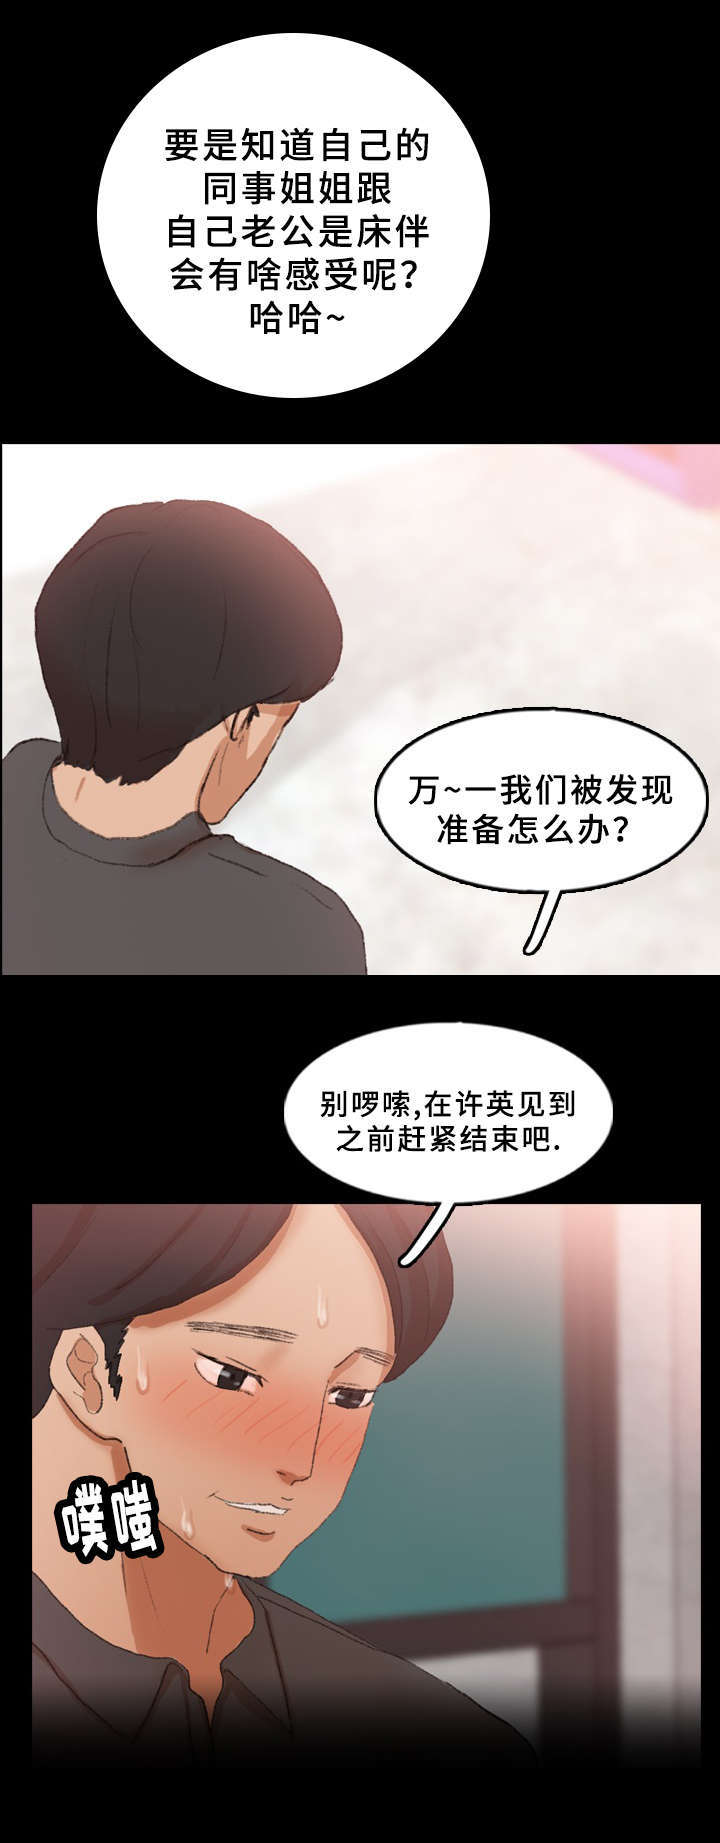 要是知道自己的
同事姐姐跟
自己老公是床伴
会有啥感受呢?
哈哈~
万~一我们被发现
准备怎么办?
别啰嗦,在许英见到
之前赶紧结束吧.
噗嗤